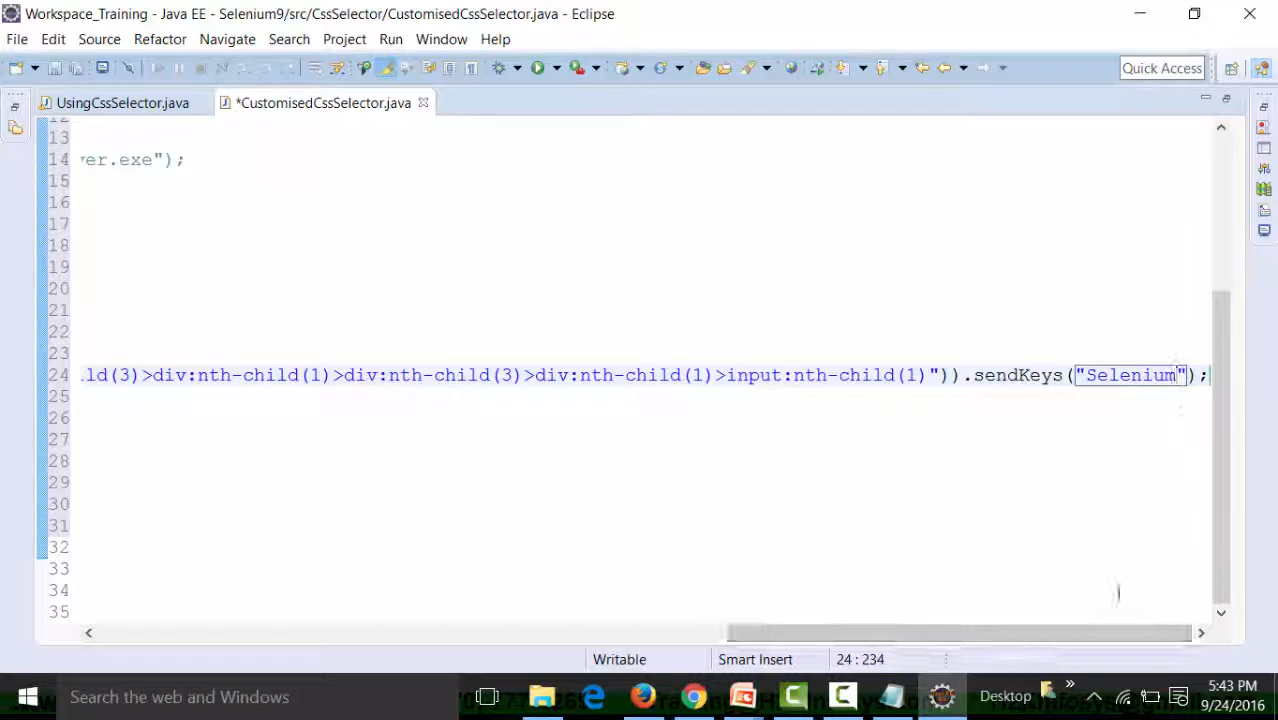 Workspace_Training - Java EE - Selenium9/src/CssSelector/CustomisedCssSelector.java - Eclipse
File Edit Source Refactor Navigate Search Project Run Window Help
Quick Access
UsingCssSelector.java *CustomisedCssSelector.java
12
13
14 ver.exe");
15
16
17
18
19
20
21
22
23
24 ild(3)>div:nth-child(1)>div:nth-child(3)>div:nth-child(1)>input:nth-child(1)")).sendKeys("Selenium");
25
26
27
28
29
30
31
32
33
34
35
Writable Smart Insert 24 : 234
Search the web and Windows Desktop 5:43 PM
9/24/2016